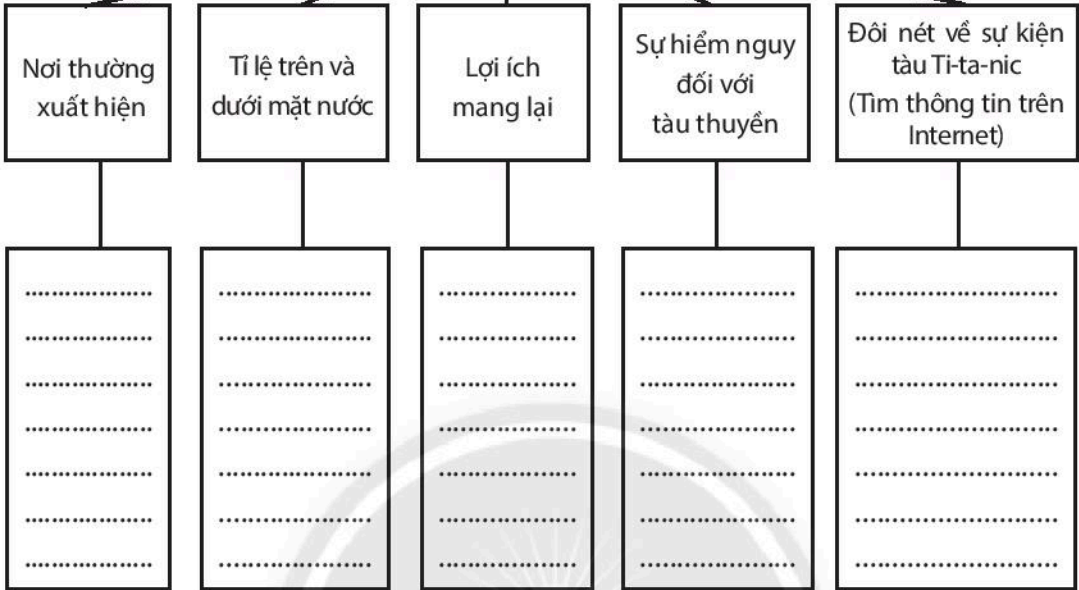 Nơi thường
xuất hiện
Tỉ lệ trên và
dưới mặt nước
Lợi ích
mang lại
Sự hiểm nguy
đối với
tàu thuyền
Đôi nét về sự kiện
tàu Ti-ta-nic
(Tìm thông tin trên
Internet)